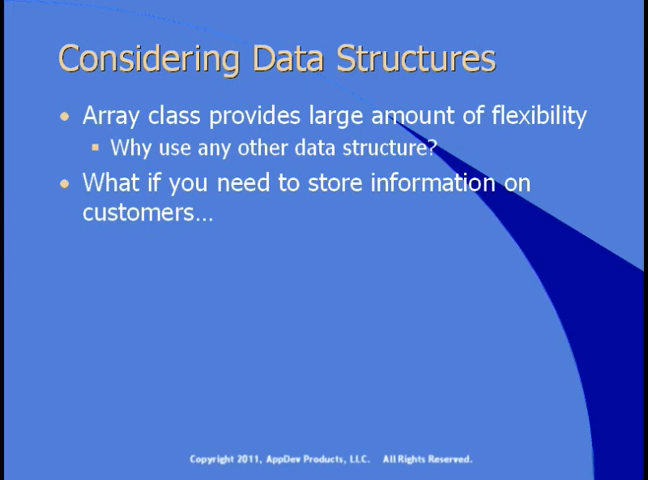 Considering Data Structures
• Array class provides large amount of flexibility
▪ Why use any other data structure?
• What if you need to store information on
customers...
Copyright 2011, AppDev Products, LLC. All Rights Reserved.